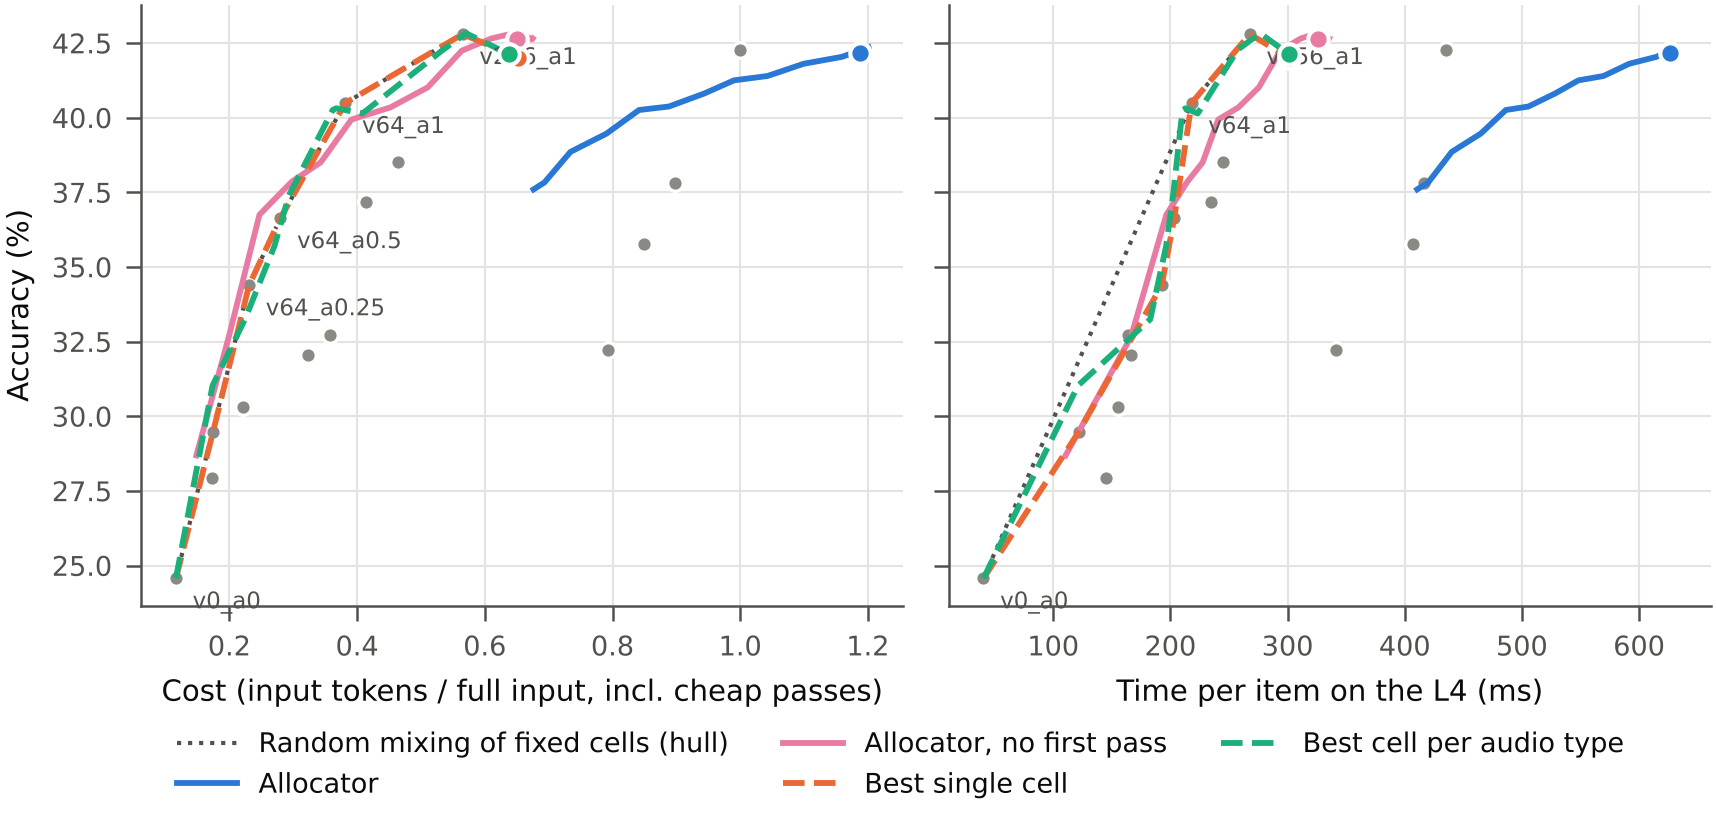 42.5
40.0
37.5
35.0
32.5
30.0
27.5
25.0
Accuracy (%)
v64_a1
v64_a0.5
v64_a0.25
v0_a0
0.2 0.4 0.6 0.8 1.0 1.2
Cost (input tokens / full input, incl. cheap passes)
v64_a1
v0_a0
100 200 300 400 500 600
Time per item on the L4 (ms)
Random mixing of fixed cells (hull)
Allocator
Allocator, no first pass
Best single cell
Best cell per audio type